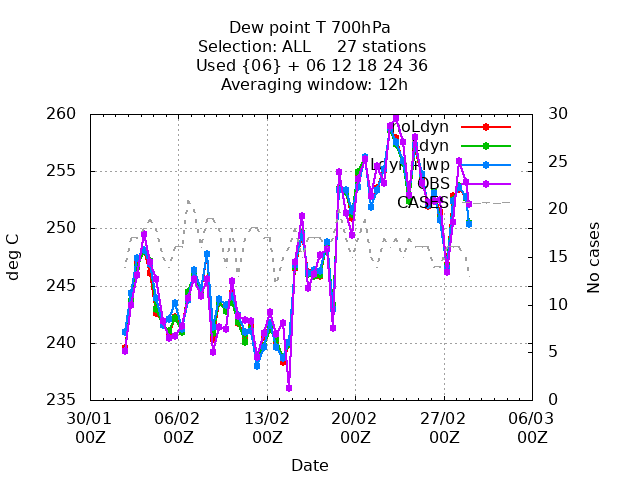 Dew point T 700hPa
Selection: ALL 27 stations
Used {06} + 06 12 18 24 36
Averaging window: 12h
260
255
250
245
240
235
30
25
20
15
10
5
0
deg C
No cases
oLdyn
Ldyn
OBS
CASES
30/01 06/02 13/02 20/02 27/02 06/03
00Z 00Z 00Z 00Z 00Z 00Z
Date